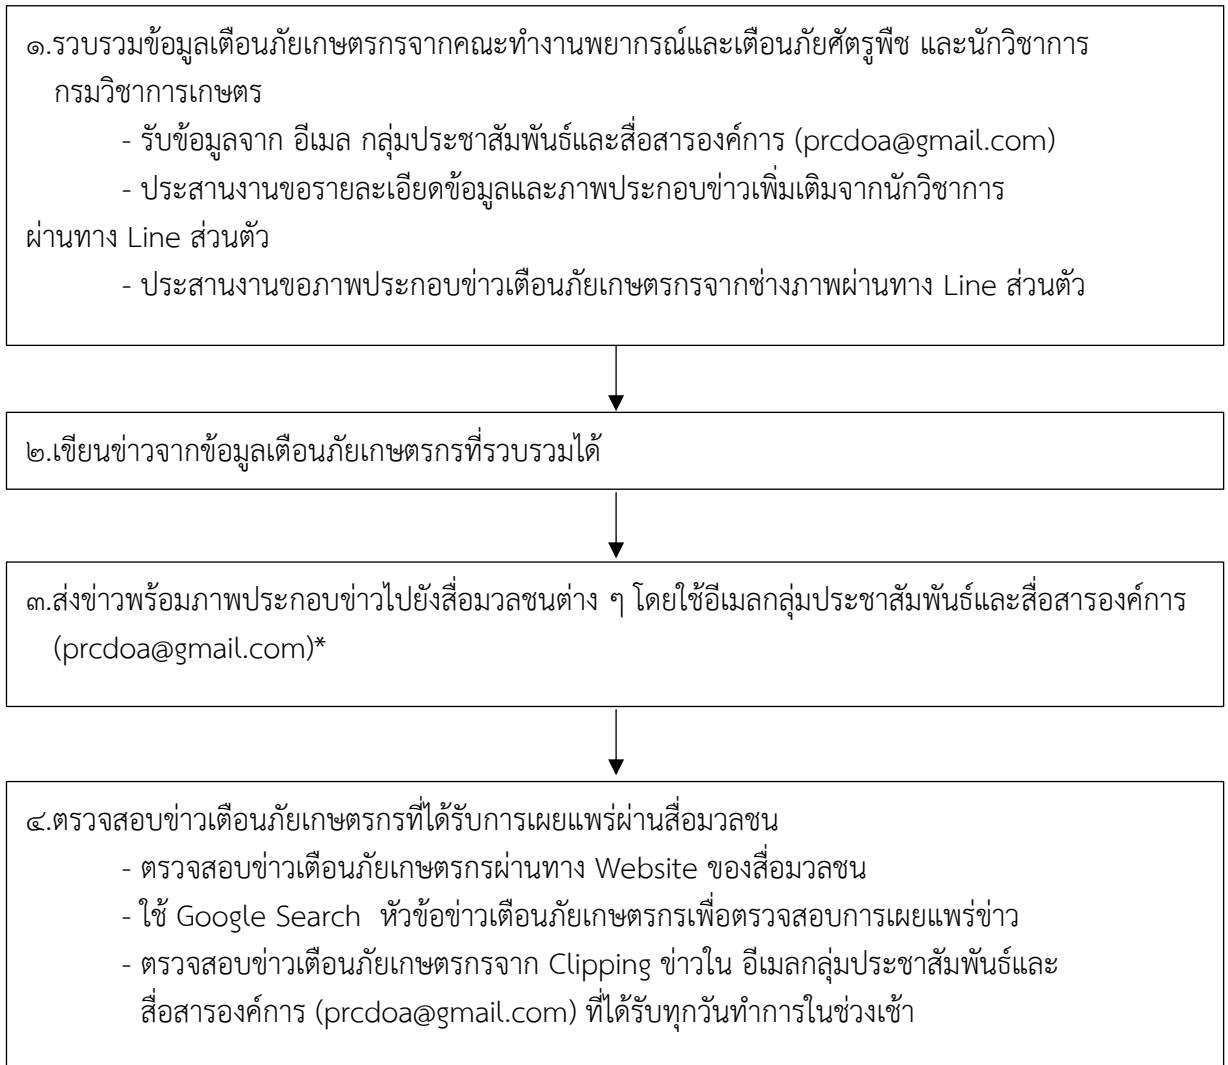 ๑.รวบรวมข้อมูลเตือนภัยเกษตรกรจากคณะทำงานพยากรณ์และเตือนภัยศัตรูพืช และนักวิชาการ
กรมวิชาการเกษตร
- รับข้อมูลจาก อีเมล กลุ่มประชาสัมพันธ์และสื่อสารองค์การ (prcdoa@gmail.com)
- ประสานงานขอรายละเอียดข้อมูลและภาพประกอบข่าวเพิ่มเติมจากนักวิชาการ
ผ่านทาง Line ส่วนตัว
- ประสานงานขอภาพประกอบข่าวเตือนภัยเกษตรกรจากช่างภาพผ่านทาง Line ส่วนตัว
๒.เขียนข่าวจากข้อมูลเตือนภัยเกษตรกรที่รวบรวมได้
๓.ส่งข่าวพร้อมภาพประกอบข่าวไปยังสื่อมวลชนต่าง ๆ โดยใช้อีเมลกลุ่มประชาสัมพันธ์และสื่อสารองค์การ
(prcdoa@gmail.com)*
๔.ตรวจสอบข่าวเตือนภัยเกษตรกรที่ได้รับการเผยแพร่ผ่านสื่อมวลชน
- ตรวจสอบข่าวเตือนภัยเกษตรกรผ่านทาง Website ของสื่อมวลชน
- ใช้ Google Search  หัวข้อข่าวเตือนภัยเกษตรกรเพื่อตรวจสอบการเผยแพร่ข่าว
- ตรวจสอบข่าวเตือนภัยเกษตรกรจาก Clipping ข่าวใน อีเมลกลุ่มประชาสัมพันธ์และ
สื่อสารองค์การ (prcdoa@gmail.com) ที่ได้รับทุกวันทำการในช่วงเช้า